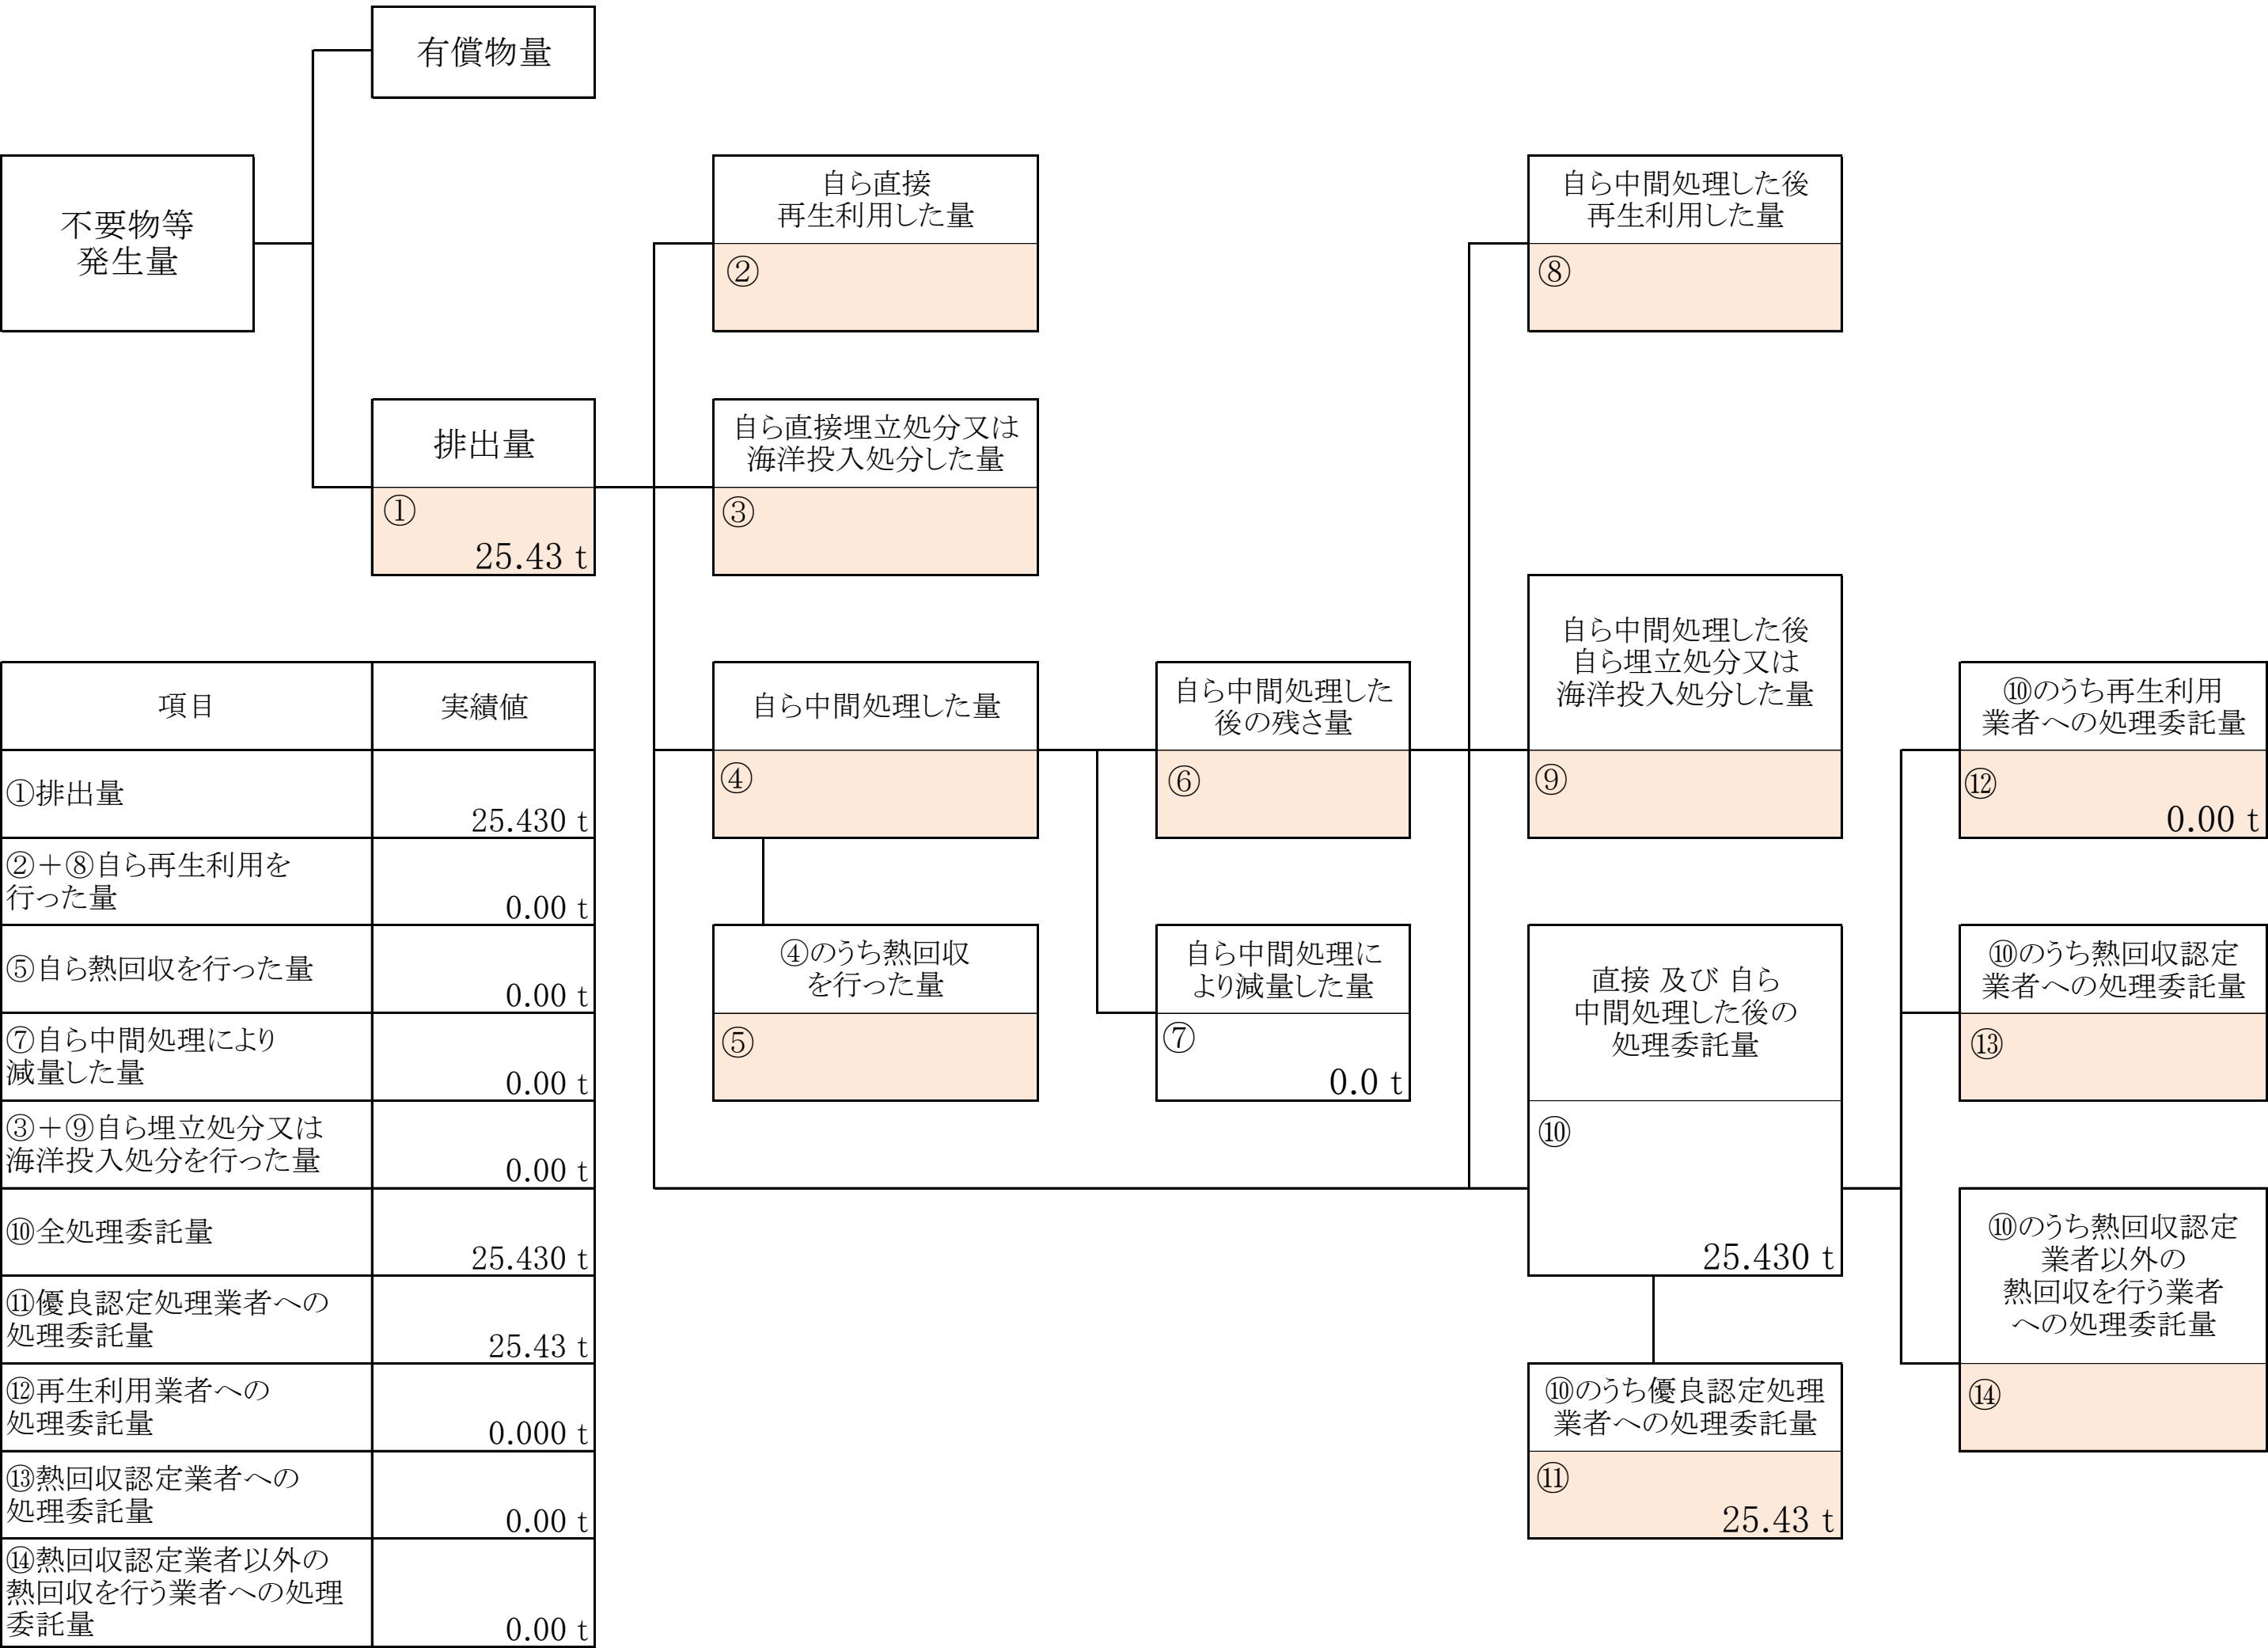 有償物量
不要物等
発生量
排出量
①
25.43 t
自ら直接
再生利用した量
②
自ら直接埋立処分又は
海洋投入処分した量
③
自ら中間処理した量
④
④のうち熱回収
を行った量
⑤
自ら中間処理した
後の残さ量
⑥
自ら中間処理に
より減量した量
⑦
0.0 t
自ら中間処理した後
再生利用した量
⑧
自ら中間処理した後
自ら埋立処分又は
海洋投入処分した量
⑨
直接 及び 自ら
中間処理した後の
処理委託量
⑩
25.430 t
⑩のうち優良認定処理
業者への処理委託量
⑪
25.43 t
⑩のうち再生利用
業者への処理委託量
⑫
0.00 t
⑩のうち熱回収認定
業者への処理委託量
⑬
⑩のうち熱回収認定
業者以外の
熱回収を行う業者
への処理委託量
⑭
項目 実績値
①排出量
25.430 t
②＋⑧自ら再生利用を
行った量
0.00 t
⑤自ら熱回収を行った量
0.00 t
⑦自ら中間処理により
減量した量
0.00 t
③＋⑨自ら埋立処分又は
海洋投入処分を行った量
0.00 t
⑩全処理委託量
25.430 t
⑪優良認定処理業者への
処理委託量
25.43 t
⑫再生利用業者への
処理委託量
0.000 t
⑬熱回収認定業者への
処理委託量
0.00 t
⑭熱回収認定業者以外の
熱回収を行う業者への処理
委託量
0.00 t